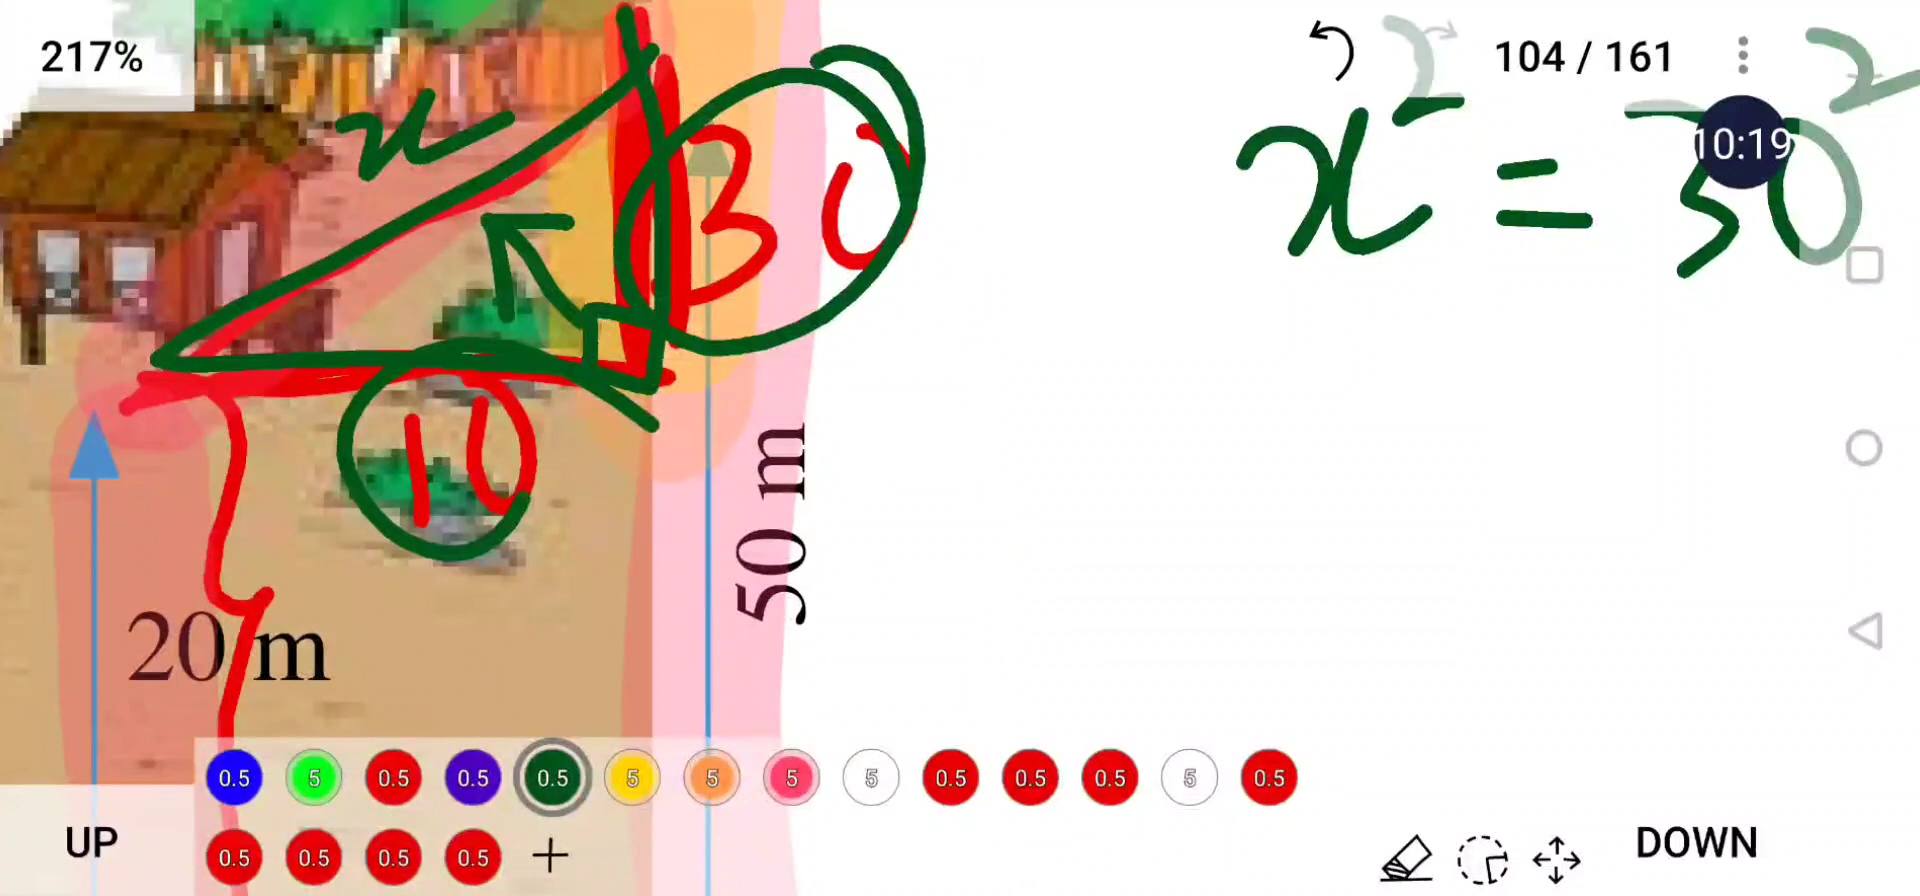 217%
104 / 161
x
30
x² = 30²
10:19
10
50 m
20 m
0.5 5 0.5 0.5 0.5 5 5 5 5 0.5 0.5 0.5 5 0.5
UP
0.5 0.5 0.5 0.5 +
DOWN